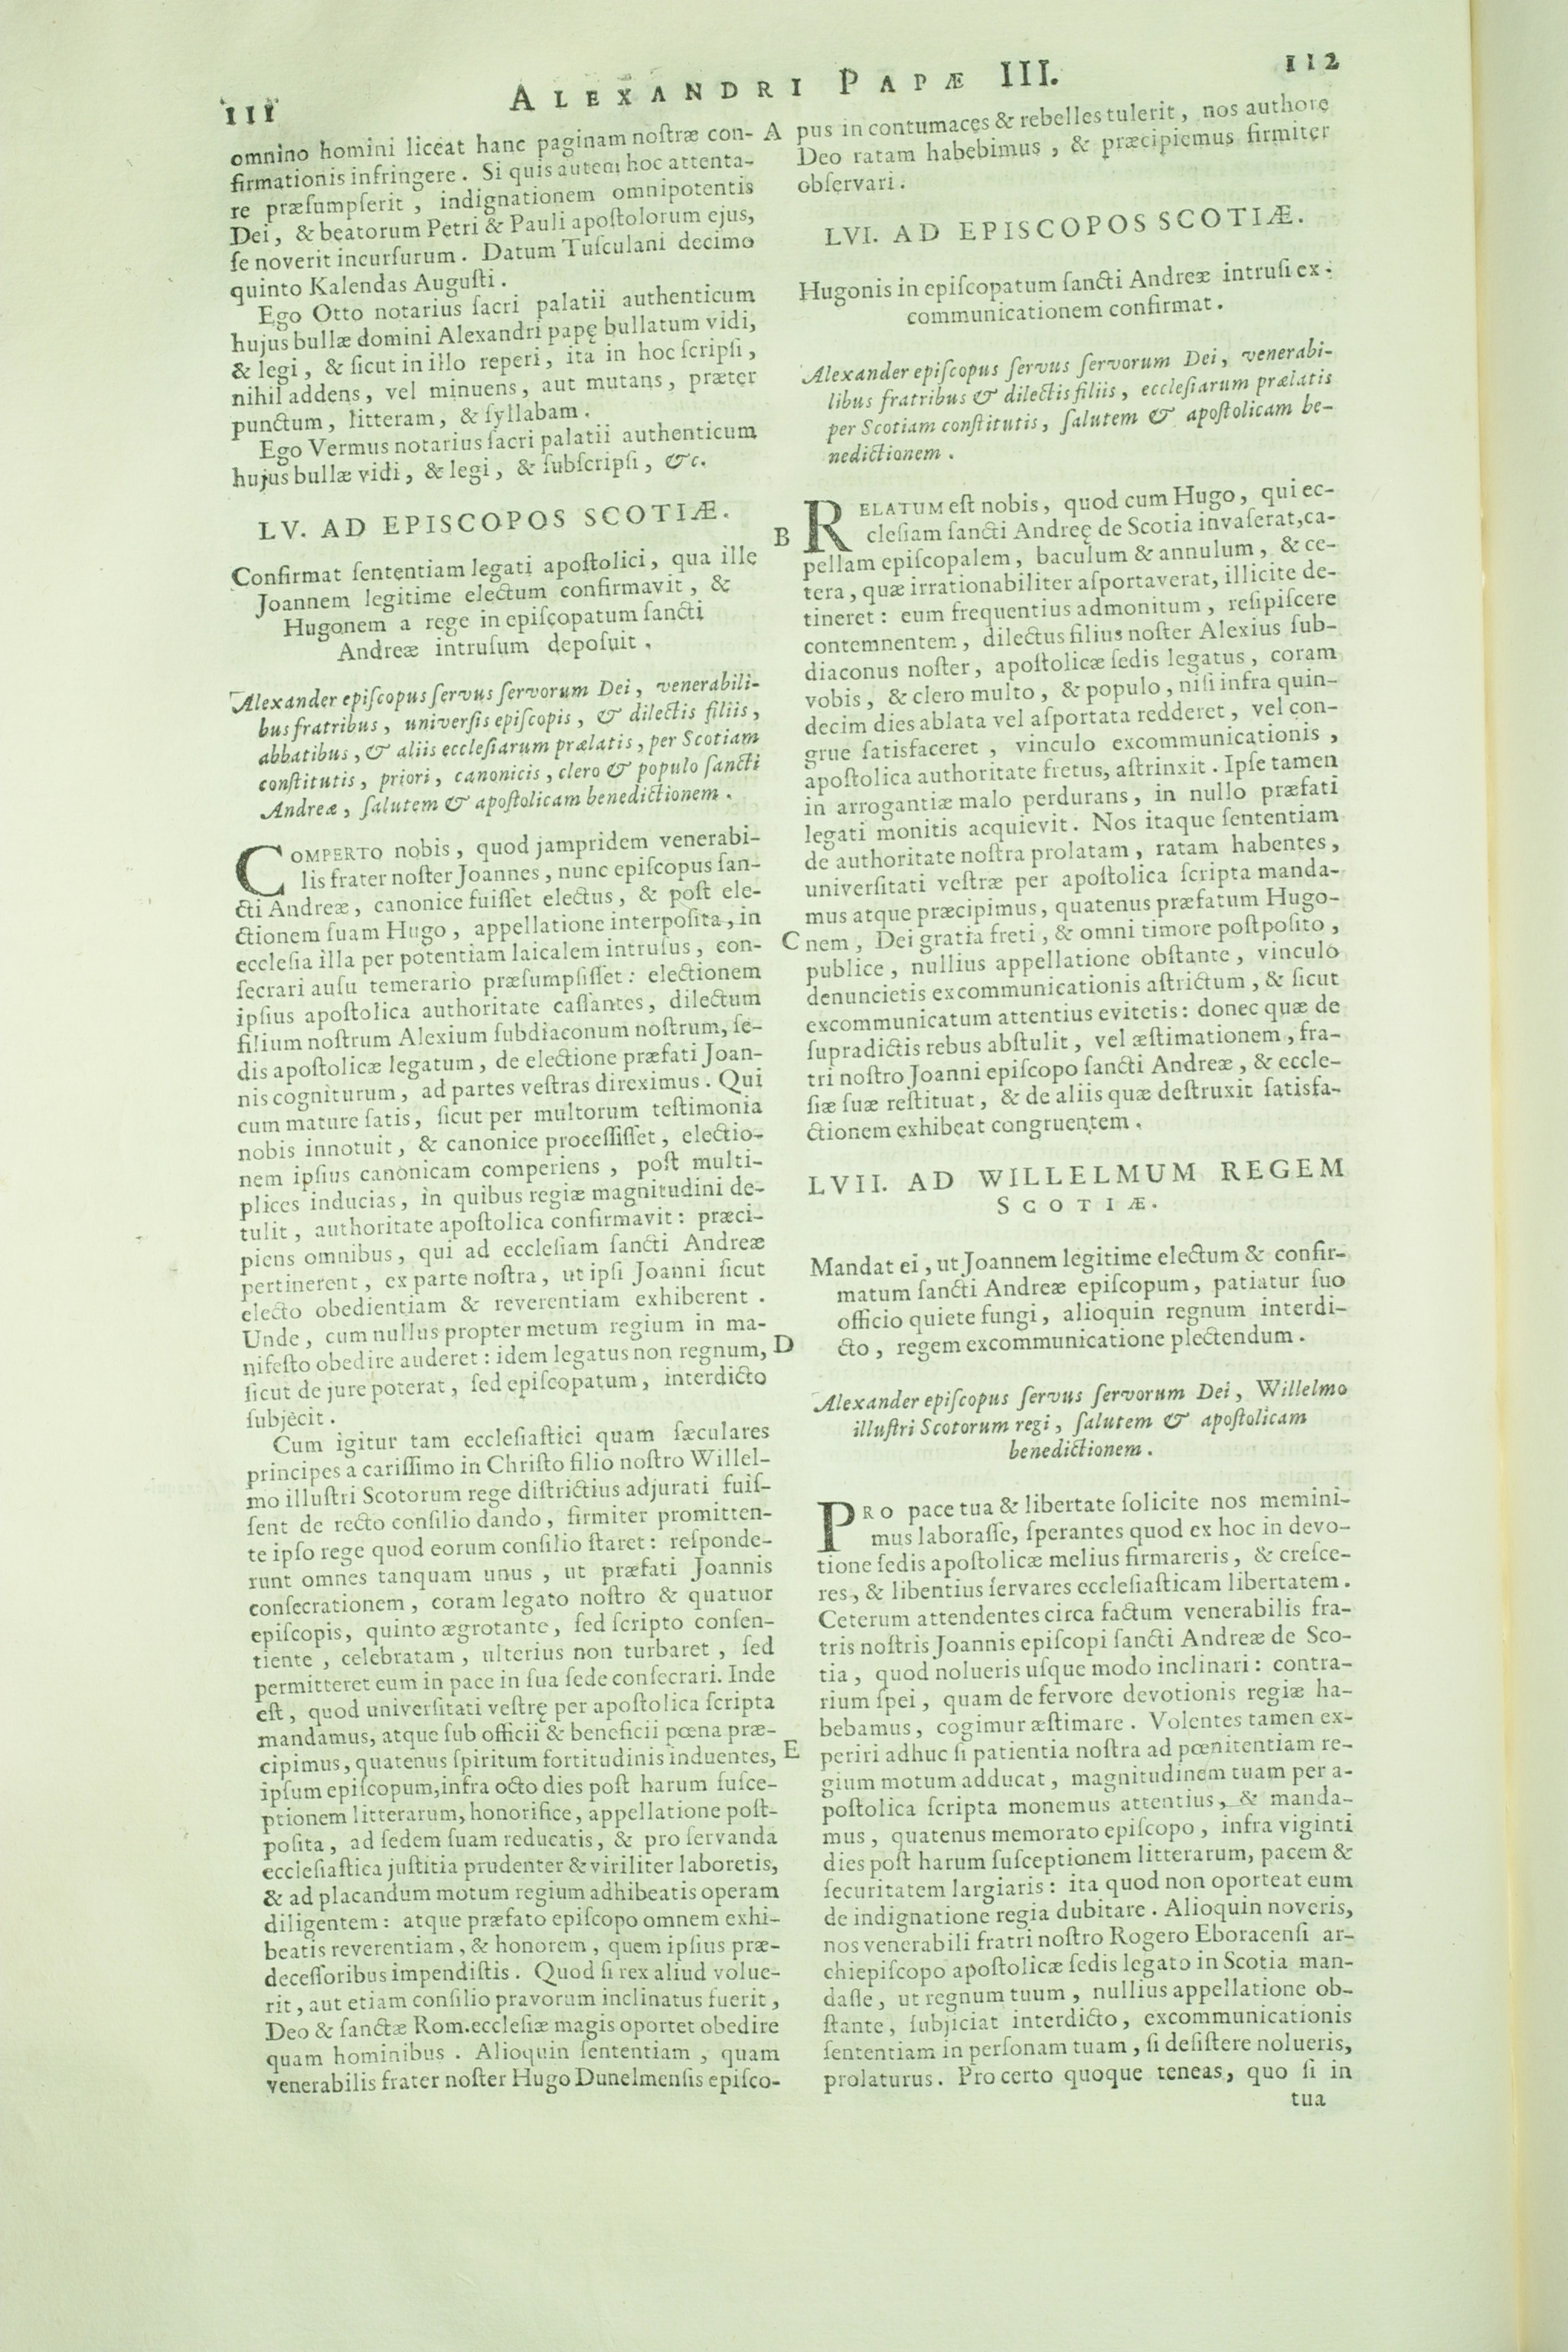 111
ALEXANDRI PAPÆ III.
112
omnino homini liceat hanc paginam noſtræ con-
firmationis infringere. Si quis autem hoc attenta-
re præſumpſerit, indignationem omnipotentis
Dei, & beatorum Petri & Pauli apoſtolorum ejus,
ſe noverit incurſurum. Datum Tuſculani decimo
quinto Kalendas Auguſti.
Ego Otto notarius ſacri palatii authenticum
hujus bullæ domini Alexandri papę bullatum vidi,
& legi, & ſicut in illo reperi, ita in hoc ſcripſi,
nihil addens, vel minuens, aut mutans, præter
punctum, litteram, & ſyllabam.
Ego Vermus notarius ſacri palatii authenticum
hujus bullæ vidi, & legi, & ſubſcripſi, &c.
LV. AD EPISCOPOS SCOTIÆ.
Confirmat ſententiam legati apoſtolici, qua ille
Joannem legitime electum confirmavit, &
Hugonem a rege in epiſcopatum ſancti
Andreæ intruſum depoſuit.
Alexander epiſcopus ſervus ſervorum Dei, venerabili-
bus fratribus, univerſis epiſcopis, & dilectis filiis,
abbatibus, & aliis eccleſiarum prælatis, per Scotiam
conſtitutis, priori, canonicis, clero & populo ſancti
Andreæ, ſalutem & apoſtolicam benedictionem.
COMPERTO nobis, quod jampridem venerabi-
lis frater noſter Joannes, nunc epiſcopus ſan-
cti Andreæ, canonice fuiſſet electus, & poſt ele-
ctionem ſuam Hugo, appellatione interpoſita, in
eccleſia illa per potentiam laicalem intruſus, con-
ſecrari auſu temerario præſumpſiſſet: electionem
ipſius apoſtolica authoritate caſſantes, dilectum
filium noſtrum Alexium ſubdiaconum noſtrum, ſe-
dis apoſtolicæ legatum, de electione præfati Joan-
nis cogniturum, ad partes veſtras direximus. Qui
cum mature ſatis, ſicut per multorum teſtimonia
nobis innotuit, & canonice proceſſiſſet, electio-
nem ipſius canonicam comperiens, poſt multi-
plices inducias, in quibus regiæ magnitudini de-
tulit, authoritate apoſtolica confirmavit: præci-
piens omnibus, qui ad eccleſiam ſancti Andreæ
pertinerent, ex parte noſtra, ut ipſi Joanni ſicut
electo obedientiam & reverentiam exhiberent.
Unde, cum nullus propter metum regium in ma-
nifeſto obedire auderet: idem legatus non regnum,
ſicut de jure poterat, ſed epiſcopatum, interdicto
ſubjecit.
Cum igitur tam eccleſiaſtici quam ſæculares
principes a cariſſimo in Chriſto filio noſtro Willel-
mo illuſtri Scotorum rege diſtrictius adjurati fuiſ-
ſent de recto conſilio dando, firmiter promitten-
te ipſo rege quod eorum conſilio ſtaret: reſponde-
runt omnes tanquam unus, ut præfati Joannis
conſecrationem, coram legato noſtro & quatuor
epiſcopis, quinto ægrotante, ſed ſcripto conſen-
tiente, celebratam, ulterius non turbaret, ſed
permitteret eum in pace in ſua ſede conſecrari. Inde
eſt, quod univerſitati veſtrę per apoſtolica ſcripta
mandamus, atque ſub officii & beneficii pœna præ-
cipimus, quatenus ſpiritum fortitudinis induentes,
ipſum epiſcopum, infra octo dies poſt harum ſuſce-
ptionem litterarum, honorifice, appellatione poſt-
poſita, ad ſedem ſuam reducatis, & pro ſervanda
eccleſiaſtica juſtitia prudenter & viriliter laboretis,
& ad placandum motum regium adhibeatis operam
diligentem: atque præfato epiſcopo omnem exhi-
beatis reverentiam, & honorem, quem ipſius præ-
deceſſoribus impendiſtis. Quod ſi rex aliud volue-
rit, aut etiam conſilio pravorum inclinatus fuerit,
Deo & ſanctæ Rom. eccleſiæ magis oportet obedire
quam hominibus. Alioquin ſententiam, quam
venerabilis frater noſter Hugo Dunelmenſis epiſco-
A
B
C
D
E
pus in contumaces & rebelles tulerit, nos authore
Deo ratam habebimus, & præcipiemus firmiter
obſervari.
LVI. AD EPISCOPOS SCOTIÆ.
Hugonis in epiſcopatum ſancti Andreæ intruſi ex-
communicationem confirmat.
Alexander epiſcopus ſervus ſervorum Dei, venerabi-
libus fratribus & dilectis filiis, eccleſiarum prælatis
per Scotiam conſtitutis, ſalutem & apoſtolicam be-
nedictionem.
RELATUM eſt nobis, quod cum Hugo, qui ec-
cleſiam ſancti Andreę de Scotia invaſerat, ca-
pellam epiſcopalem, baculum & annulum, & ce-
tera, quæ irrationabiliter aſportaverat, illicite de-
tineret: eum frequentius admonitum, reſipiſcere
contemnentem, dilectus filius noſter Alexius ſub-
diaconus noſter, apoſtolicæ ſedis legatus, coram
vobis, & clero multo, & populo, niſi infra quin-
decim dies ablata vel aſportata redderet, vel con-
grue ſatisfaceret, vinculo excommunicationis,
apoſtolica authoritate fretus, aſtrinxit. Ipſe tamen
in arrogantiæ malo perdurans, in nullo præfati
legati monitis acquievit. Nos itaque ſententiam
de authoritate noſtra prolatam, ratam habentes,
univerſitati veſtræ per apoſtolica ſcripta manda-
mus atque præcipimus, quatenus præfatum Hugo-
nem, Dei gratia freti, & omni timore poſtpoſito,
publice, nullius appellatione obſtante, vinculo
denuncietis excommunicationis aſtrictum, & ſicut
excommunicatum attentius evitetis: donec quæ de
ſupradictis rebus abſtulit, vel æſtimationem, fra-
tri noſtro Joanni epiſcopo ſancti Andreæ, & eccle-
ſiæ ſuæ reſtituat, & de aliis quæ deſtruxit ſatisfa-
ctionem exhibeat congruentem.
LVII. AD WILLELMUM REGEM
SCOTIÆ.
Mandat ei, ut Joannem legitime electum & confir-
matum ſancti Andreæ epiſcopum, patiatur ſuo
officio quiete fungi, alioquin regnum interdi-
cto, regem excommunicatione plectendum.
Alexander epiſcopus ſervus ſervorum Dei, Willelmo
illuſtri Scotorum regi, ſalutem & apoſtolicam
benedictionem.
PRO pace tua & libertate ſolicite nos memini-
mus laboraſſe, ſperantes quod ex hoc in devo-
tione ſedis apoſtolicæ melius firmareris, & creſce-
res, & libentius ſervares eccleſiaſticam libertatem.
Ceterum attendentes circa factum venerabilis fra-
tris noſtris Joannis epiſcopi ſancti Andreæ de Sco-
tia, quod nolueris uſque modo inclinari: contra-
rium ſpei, quam de fervore devotionis regiæ ha-
bebamus, cogimur æſtimare. Volentes tamen ex-
periri adhuc ſi patientia noſtra ad pœnitentiam re-
gium motum adducat, magnitudinem tuam per a-
poſtolica ſcripta monemus attentius, & manda-
mus, quatenus memorato epiſcopo, infra viginti
dies poſt harum ſuſceptionem litterarum, pacem &
ſecuritatem largiaris: ita quod non oporteat eum
de indignatione regia dubitare. Alioquin noveris,
nos venerabili fratri noſtro Rogero Eboracenſi ar-
chiepiſcopo apoſtolicæ ſedis legato in Scotia man-
daſſe, ut regnum tuum, nullius appellatione ob-
ſtante, ſubjiciat interdicto, excommunicationis
ſententiam in perſonam tuam, ſi deſiſtere nolueris,
prolaturus. Pro certo quoque teneas, quo ſi in
tua